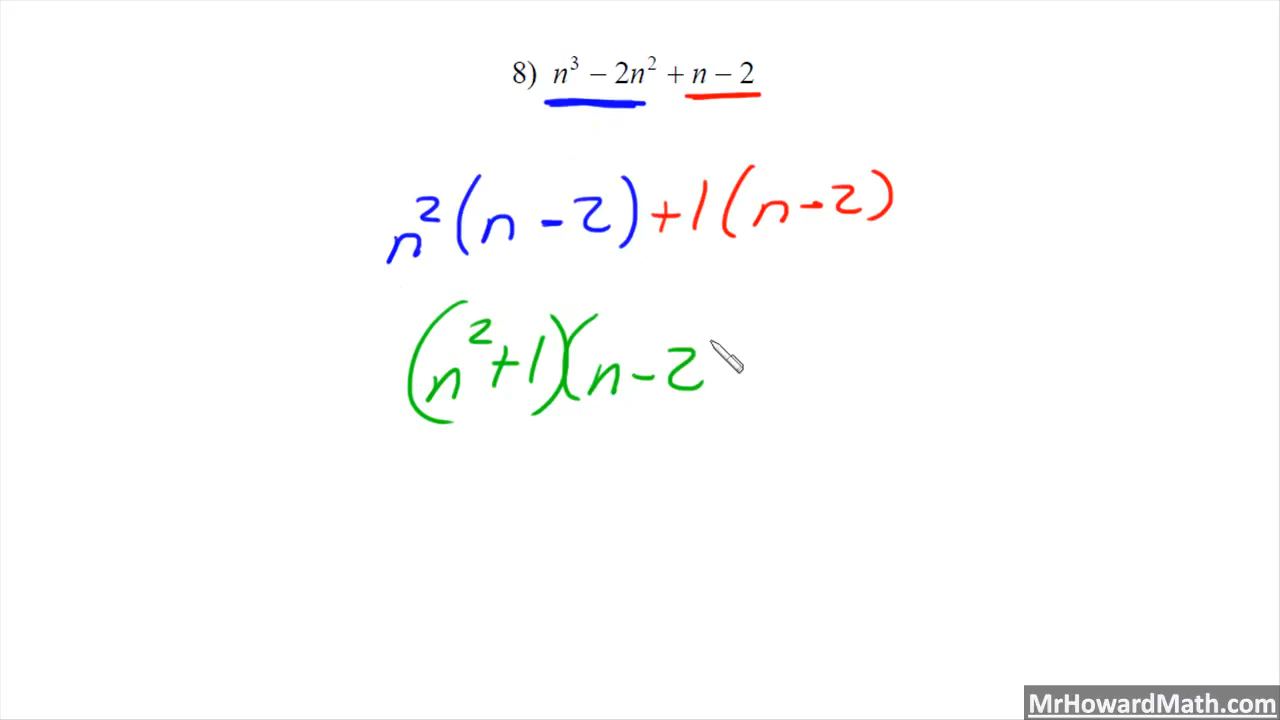 8) n³ − 2n² + n − 2
n²(n − 2) + 1(n − 2)
(n² + 1)(n − 2
MrHowardMath.com